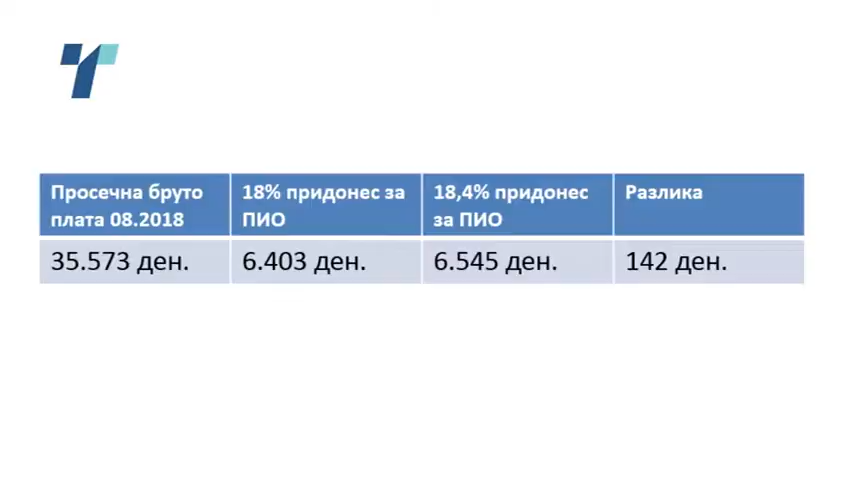 Просечна бруто
плата 08.2018
18% придонес за
ПИО
18,4% придонес
за ПИО
Разлика
35.573 ден.
6.403 ден.
6.545 ден.
142 ден.